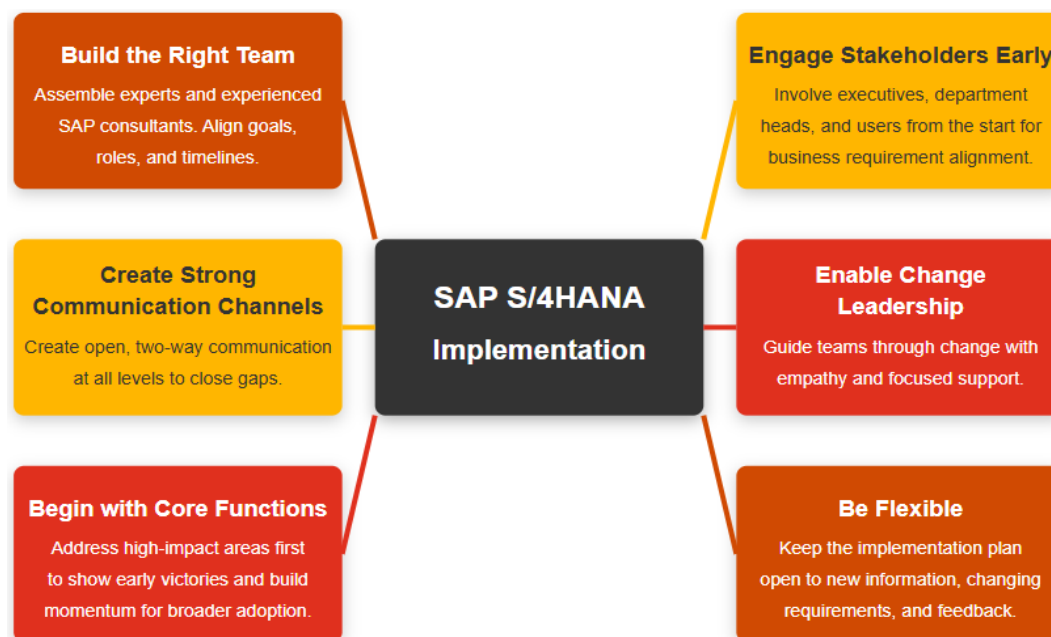 Build the Right Team
Assemble experts and experienced
SAP consultants. Align goals,
roles, and timelines.
Engage Stakeholders Early
Involve executives, department
heads, and users from the start for
business requirement alignment.
Create Strong
Communication Channels
Create open, two-way communication
at all levels to close gaps.
SAP S/4HANA
Implementation
Enable Change
Leadership
Guide teams through change with
empathy and focused support.
Begin with Core Functions
Address high-impact areas first
to show early victories and build
momentum for broader adoption.
Be Flexible
Keep the implementation plan
open to new information, changing
requirements, and feedback.